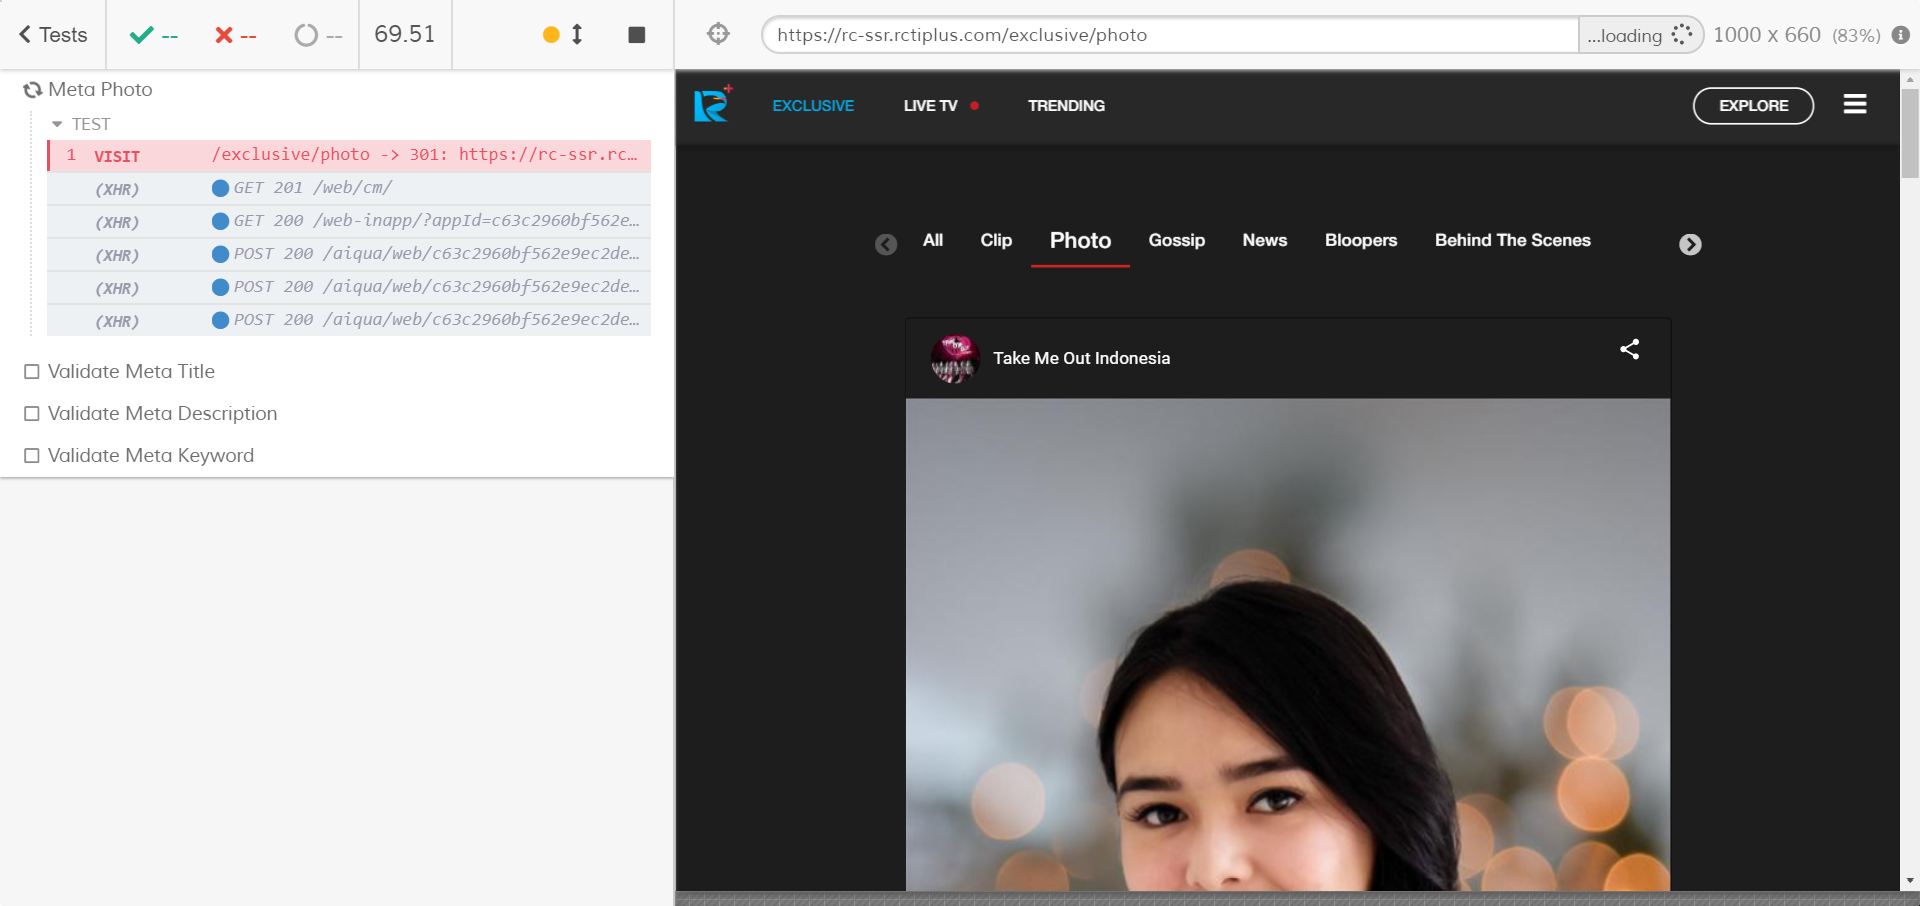 Tests
--
--
--
69.51
https://rc-ssr.rctiplus.com/exclusive/photo
...loading
1000 x 660 (83%)
Meta Photo
TEST
1 VISIT /exclusive/photo -> 301: https://rc-ssr.rc…
(XHR) GET 201 /web/cm/
(XHR) GET 200 /web-inapp/?appId=c63c2960bf562e…
(XHR) POST 200 /aiqua/web/c63c2960bf562e9ec2de…
(XHR) POST 200 /aiqua/web/c63c2960bf562e9ec2de…
(XHR) POST 200 /aiqua/web/c63c2960bf562e9ec2de…
Validate Meta Title
Validate Meta Description
Validate Meta Keyword
EXCLUSIVE
LIVE TV
TRENDING
EXPLORE
All
Clip
Photo
Gossip
News
Bloopers
Behind The Scenes
Take Me Out Indonesia